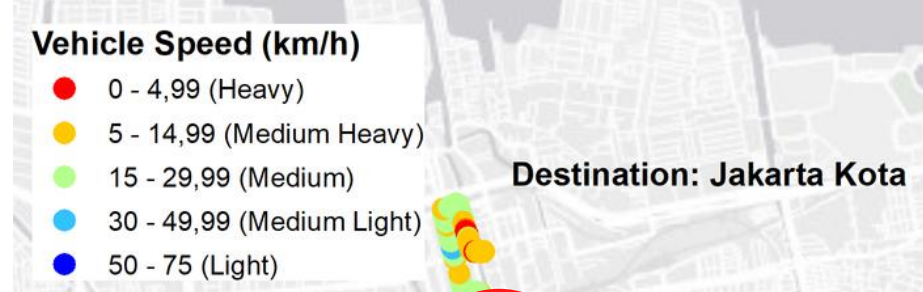 Vehicle Speed (km/h)
0 - 4,99 (Heavy)
5 - 14,99 (Medium Heavy)
15 - 29,99 (Medium)
30 - 49,99 (Medium Light)
50 - 75 (Light)
Destination: Jakarta Kota